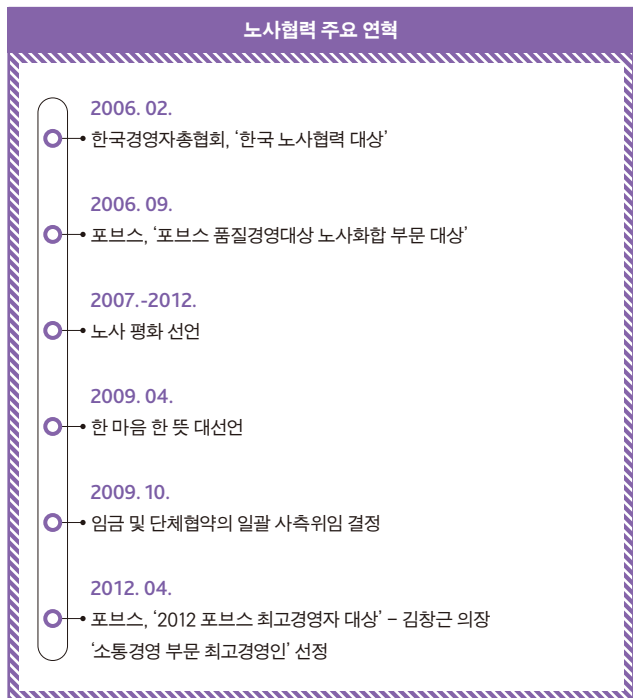 노사협력 주요 연혁
2006. 02.
한국경영자총협회, ‘한국 노사협력 대상’
2006. 09.
포브스, ‘포브스 품질경영대상 노사화합 부문 대상’
2007.-2012.
노사 평화 선언
2009. 04.
한 마음 한 뜻 대선언
2009. 10.
임금 및 단체협약의 일괄 사측위임 결정
2012. 04.
포브스, ‘2012 포브스 최고경영자 대상’ – 김창근 의장
‘소통경영 부문 최고경영인’ 선정